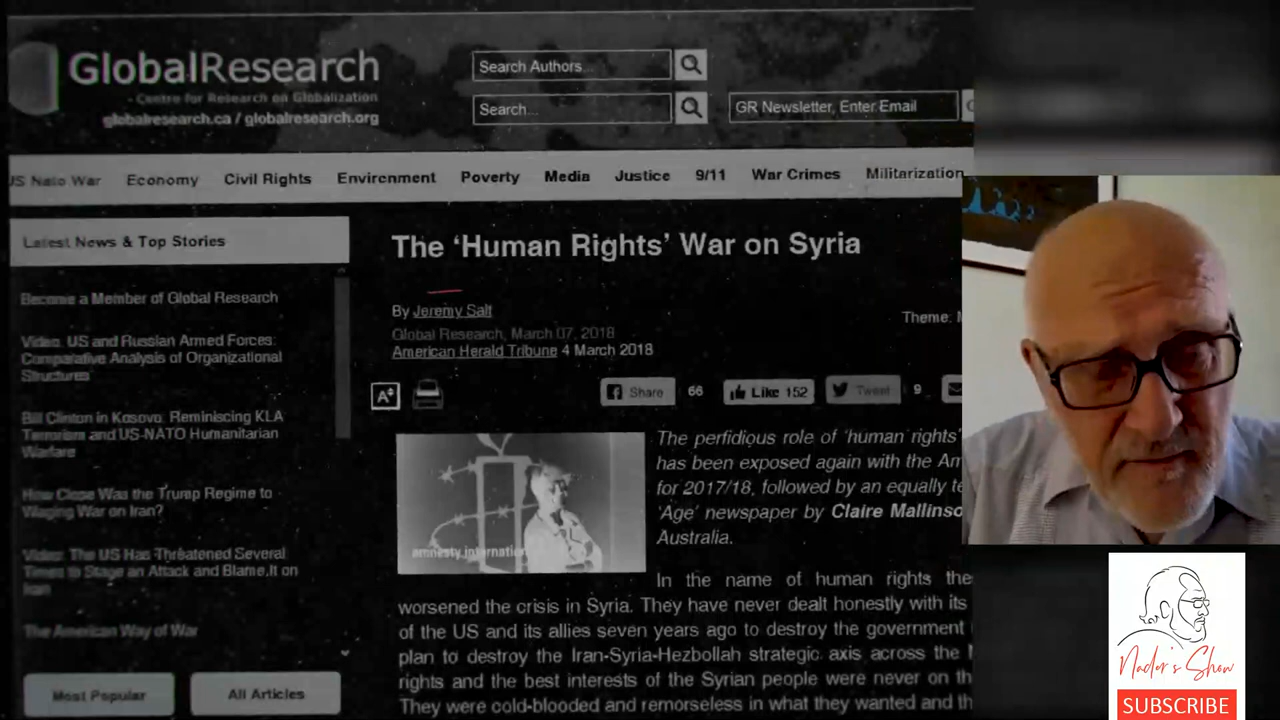 GlobalResearch
- Centre for Research on Globalization
globalresearch.ca / globalresearch.org
Search Authors...
Search...
GR Newsletter, Enter Email
US Nato War Economy Civil Rights Environment Poverty Media Justice 9/11 War Crimes Militarization
Latest News & Top Stories
Become a Member of Global Research
Video: US and Russian Armed Forces:
Comparative Analysis of Organizational
Structures
Bill Clinton in Kosovo: Reminiscing KLA
Terrorism and US-NATO Humanitarian
Warfare
How Close Was the Trump Regime to
Waging War on Iran?
Video: The US Has Threatened Several
Times to Stage an Attack and Blame It on
Iran
The American Way of War
Most Popular
All Articles
The ‘Human Rights’ War on Syria
By Jeremy Salt
Global Research, March 07, 2018
American Herald Tribune 4 March 2018
Theme:
A+
Share 66 Like 152 Tweet 9
amnesty.internation
The perfidious role of ‘human rights’
has been exposed again with the
for 2017/18, followed by an equally
‘Age’ newspaper by Claire
Australia.
In the name of human rights
worsened the crisis in Syria. They have never dealt honestly with its
of the US and its allies seven years ago to destroy the government
plan to destroy the Iran-Syria-Hezbollah strategic axis across the
rights and the best interests of the Syrian people were never on
They were cold-blooded and remorseless in what they wanted and
Nader's Show
SUBSCRIBE